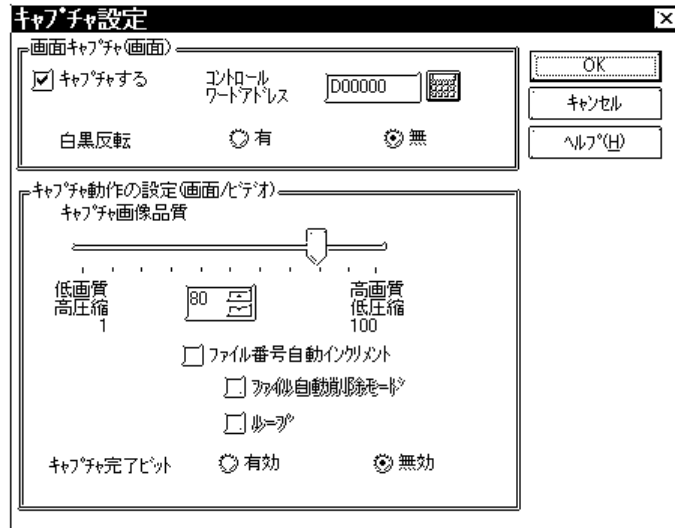 キャプチャ設定
画面キャプチャ(画面)
キャプチャする
コントロール
ワードアドレス
D00000
白黒反転
有
無
OK
キャンセル
ヘルプ(H)
キャプチャ動作の設定(画面/ビデオ)
キャプチャ画像品質
低画質
高圧縮
1
80
高画質
低圧縮
100
ファイル番号自動インクリメント
ファイル自動削除モード
ループ
キャプチャ完了ビット
有効
無効